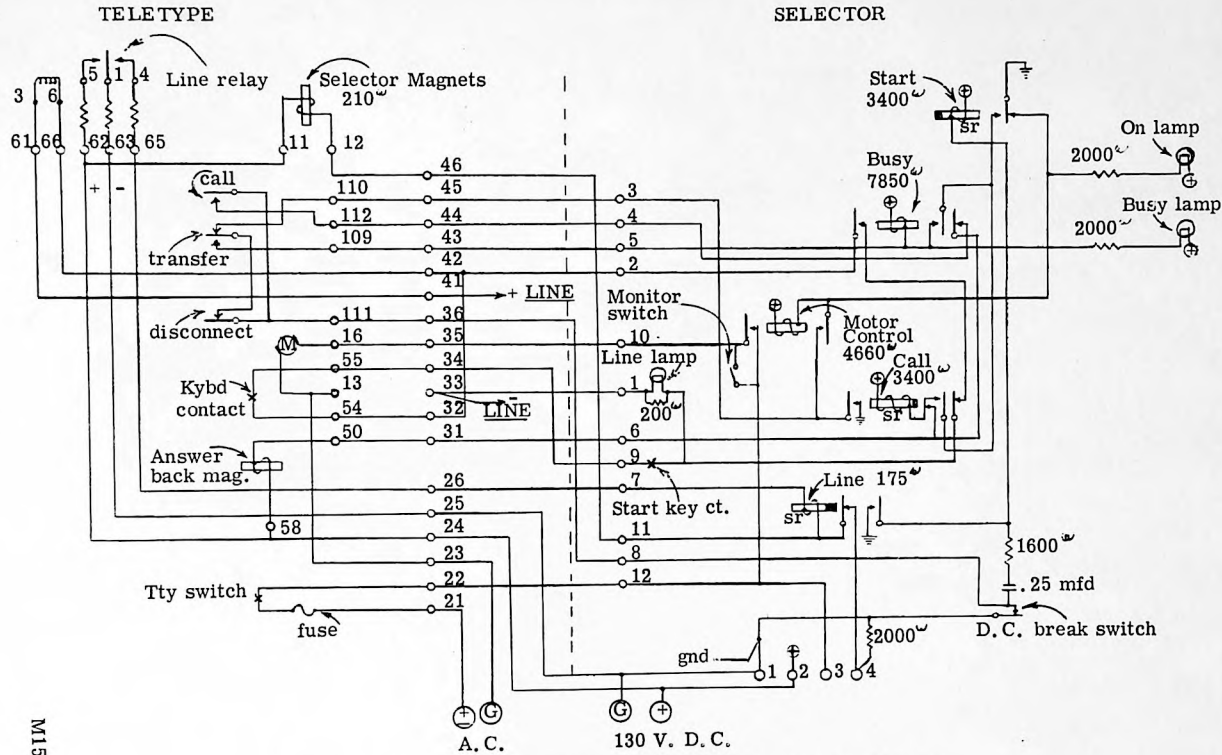 TELETYPE
SELECTOR
5 1 4
Line relay
3 6
Selector Magnets
210ω
Start
3400ω
sr
On lamp
2000ω
61 66 62 63 65
11 12
+ -
46
Busy
7850ω
Busy lamp
2000ω
call
110 45 3
112 44 4
109 43 5
transfer
42 2
41 + LINE
disconnect
111 36
Monitor
switch
Motor
Control
4660ω
M 16 35 10
55 34
Line lamp
Call
3400ω
sr
Kybd
contact
13 33 1
- LINE
200ω
54 32
50 31 6
Answer
back mag.
9
Start key ct.
26 7
Line 175ω
sr
25
58 24 11
23 8
1600ω
.25 mfd
Tty switch
22 12
21
fuse
2000ω
D.C. break switch
gnd
1 2 3 4
+
G G +
A.C. 130 V. D.C.
M15